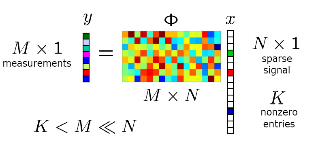 y Φ x
M × 1
measurements
=
N × 1
sparse
signal
M × N
K
nonzero
entries
K < M ≪ N